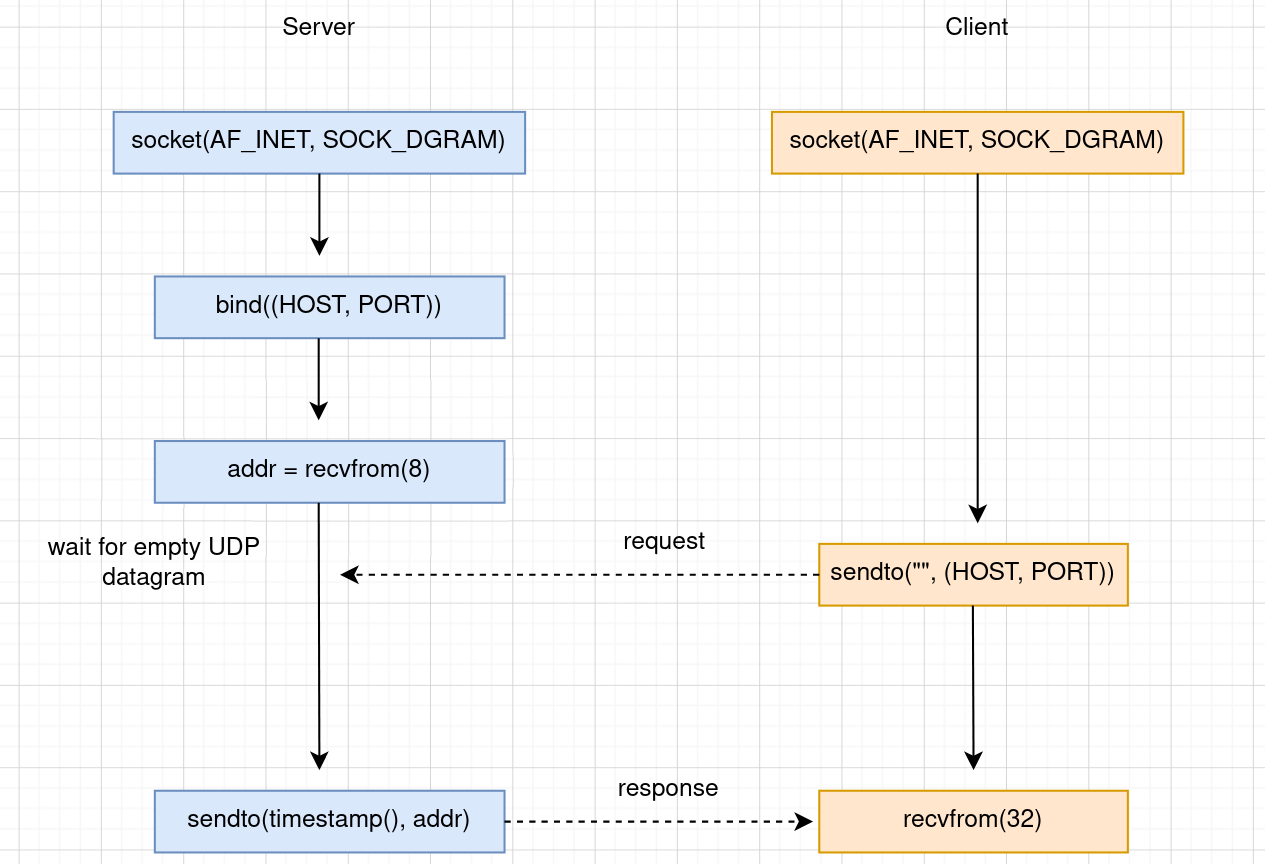 Server
Client
socket(AF_INET, SOCK_DGRAM)
socket(AF_INET, SOCK_DGRAM)
bind((HOST, PORT))
addr = recvfrom(8)
wait for empty UDP
datagram
request
sendto("", (HOST, PORT))
response
sendto(timestamp(), addr)
recvfrom(32)